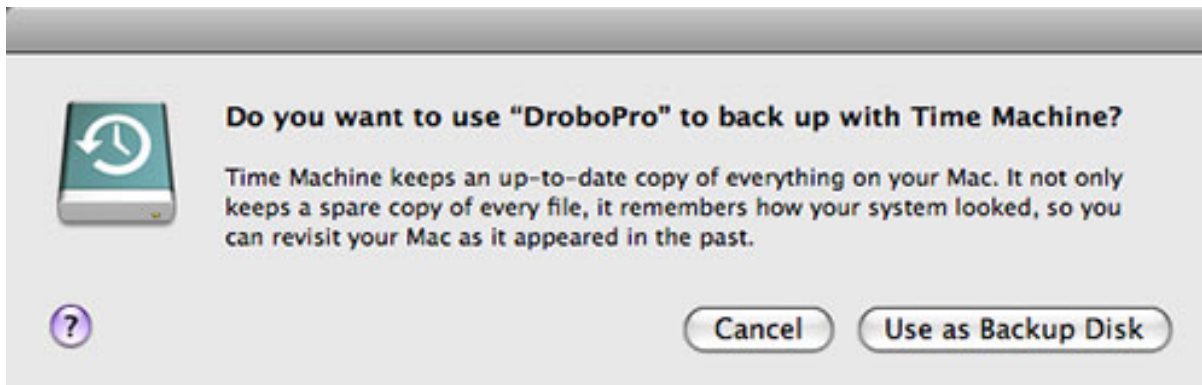 Do you want to use “DroboPro” to back up with Time Machine?
Time Machine keeps an up-to-date copy of everything on your Mac. It not only
keeps a spare copy of every file, it remembers how your system looked, so you
can revisit your Mac as it appeared in the past.
?
Cancel
Use as Backup Disk